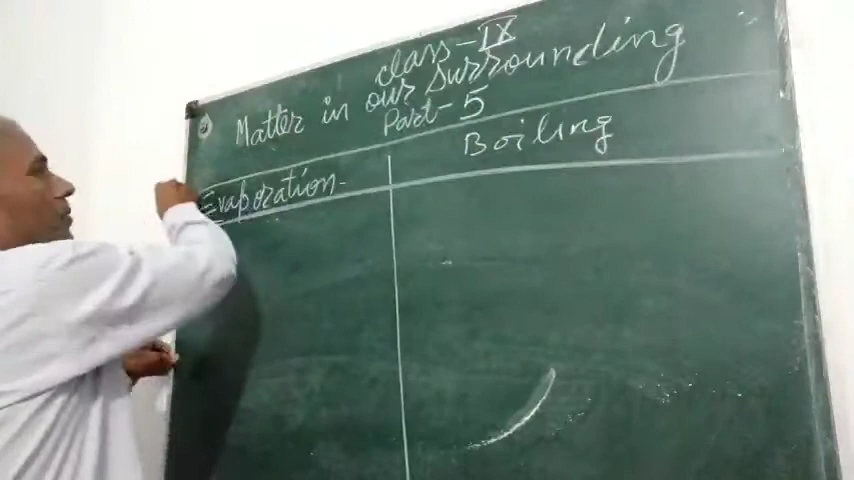 class - IX
Matter in our Surrounding
Part - 5
Evaporation - Boiling